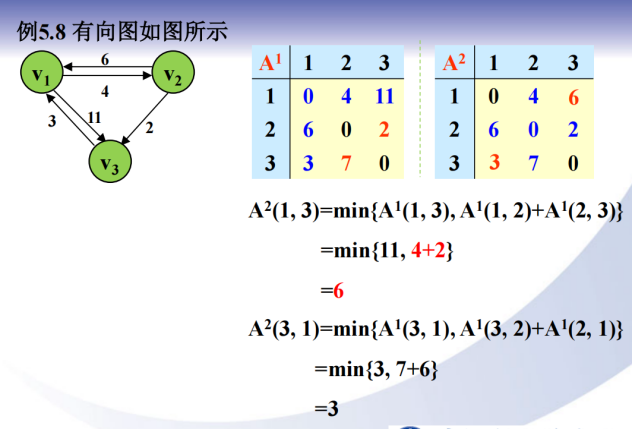 例5.8 有向图如图所示
6
V1 V2
4
3 11 2
V3
A¹ 1 2 3
1 0 4 11
2 6 0 2
3 3 7 0
A² 1 2 3
1 0 4 6
2 6 0 2
3 3 7 0
A²(1, 3)=min{A¹(1, 3), A¹(1, 2)+A¹(2, 3)}
=min{11, 4+2}
=6
A²(3, 1)=min{A¹(3, 1), A¹(3, 2)+A¹(2, 1)}
=min{3, 7+6}
=3